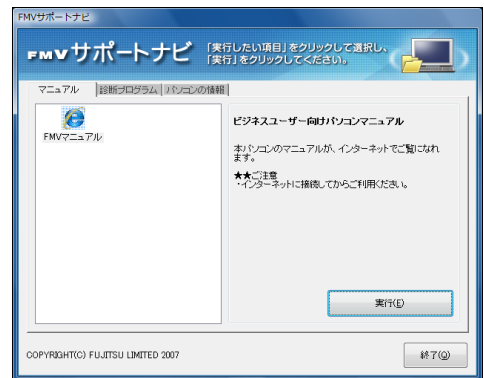 FMVサポートナビ
FMVサポートナビ
「実行したい項目」をクリックして選択し、
「実行」をクリックしてください。
マニュアル
診断プログラム
パソコンの情報
FMVマニュアル
ビジネスユーザー向けパソコンマニュアル
本パソコンのマニュアルが、インターネットでご覧になれ
ます。
★★ご注意
・インターネットに接続してからご利用ください。
実行(E)
COPYRIGHT(C) FUJITSU LIMITED 2007
終了(Q)